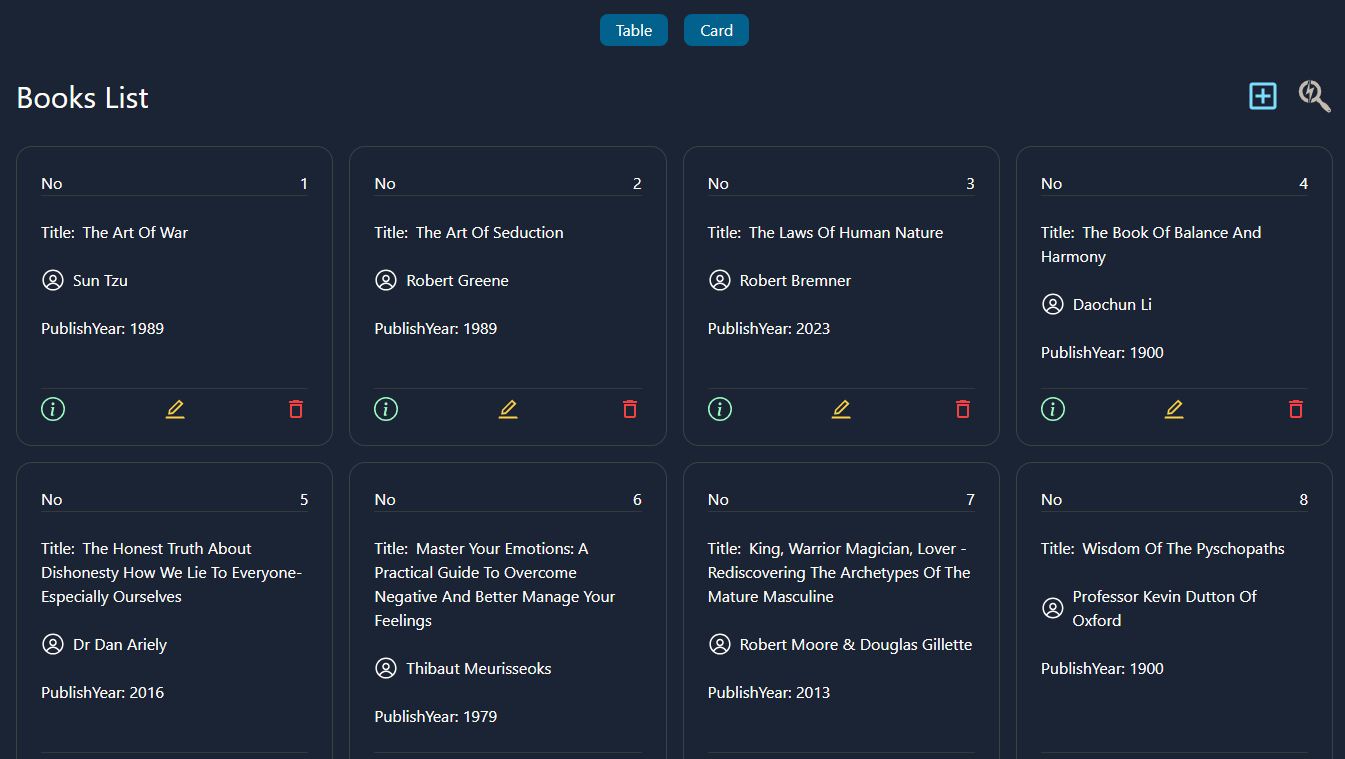 Table
Card
Books List
No 1
Title: The Art Of War
Sun Tzu
PublishYear: 1989
No 2
Title: The Art Of Seduction
Robert Greene
PublishYear: 1989
No 3
Title: The Laws Of Human Nature
Robert Bremner
PublishYear: 2023
No 4
Title: The Book Of Balance And
Harmony
Daochun Li
PublishYear: 1900
No 5
Title: The Honest Truth About
Dishonesty How We Lie To Everyone-
Especially Ourselves
Dr Dan Ariely
PublishYear: 2016
No 6
Title: Master Your Emotions: A
Practical Guide To Overcome
Negative And Better Manage Your
Feelings
Thibaut Meurisseoks
PublishYear: 1979
No 7
Title: King, Warrior Magician, Lover -
Rediscovering The Archetypes Of The
Mature Masculine
Robert Moore & Douglas Gillette
PublishYear: 2013
No 8
Title: Wisdom Of The Pyschopaths
Professor Kevin Dutton Of
Oxford
PublishYear: 1900